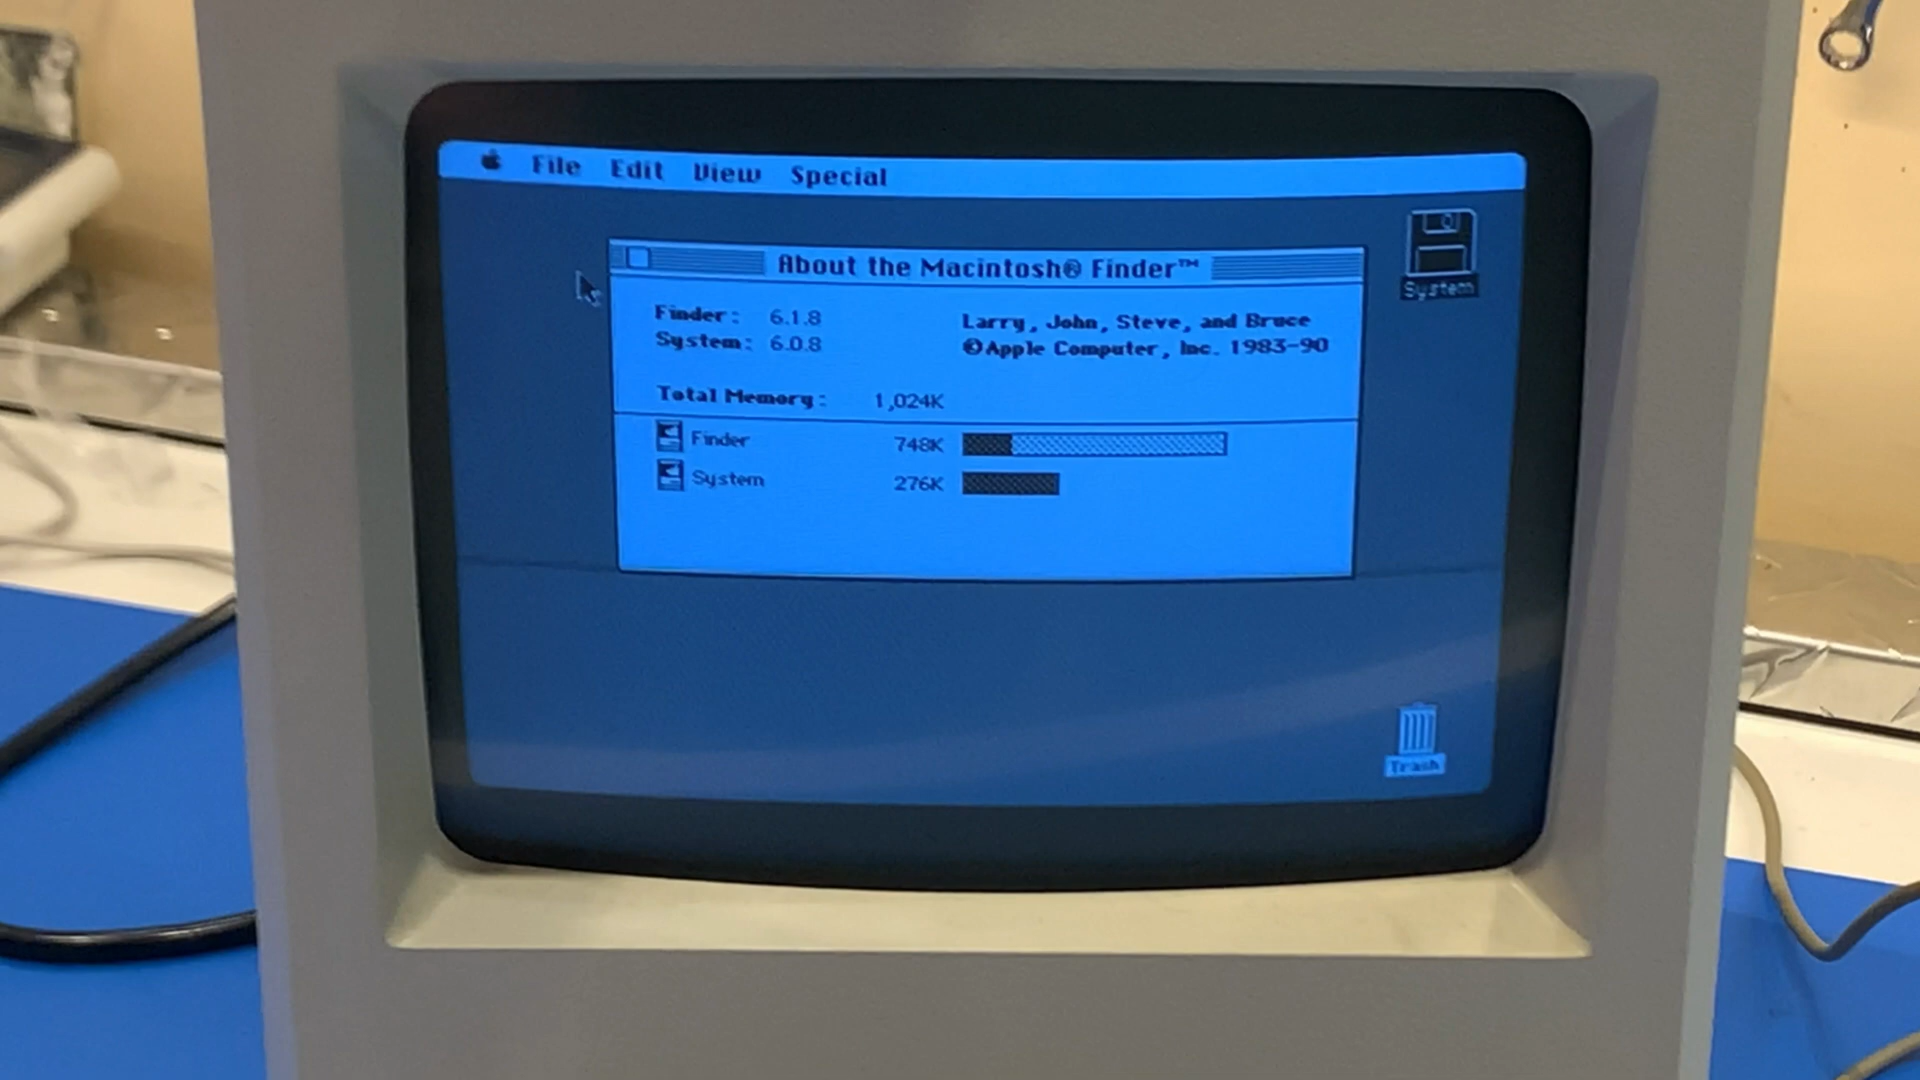 File Edit View Special
About the Macintosh® Finder™
Finder: 6.1.8
System: 6.0.8
Larry, John, Steve, and Bruce
©Apple Computer, Inc. 1983-90
Total Memory: 1,024K
Finder 748K
System 276K
System
Trash